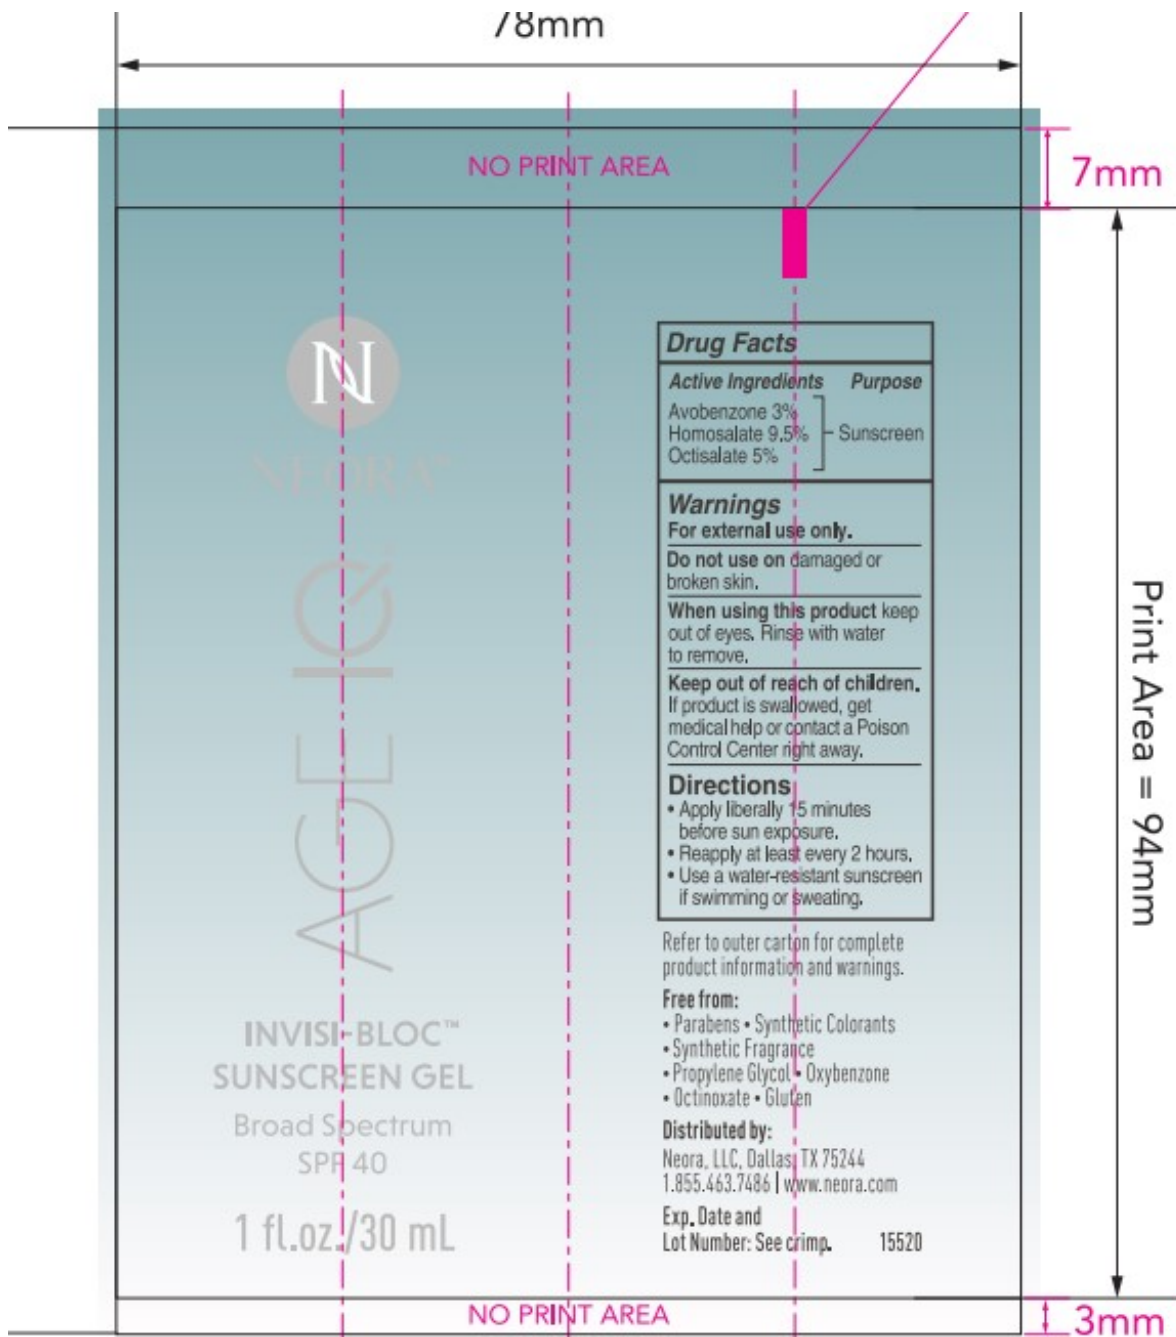 78mm
NO PRINT AREA
7mm
N
NEORA™
AGE IQ
INVISI-BLOC™
SUNSCREEN GEL
Broad Spectrum
SPF 40
1 fl.oz./30 mL
Drug Facts
Active Ingredients Purpose
Avobenzone 3%
Homosalate 9.5% Sunscreen
Octisalate 5%
Warnings
For external use only.
Do not use on damaged or
broken skin.
When using this product keep
out of eyes. Rinse with water
to remove.
Keep out of reach of children.
If product is swallowed, get
medical help or contact a Poison
Control Center right away.
Directions
• Apply liberally 15 minutes
before sun exposure.
• Reapply at least every 2 hours.
• Use a water-resistant sunscreen
if swimming or sweating.
Refer to outer carton for complete
product information and warnings.
Free from:
• Parabens • Synthetic Colorants
• Synthetic Fragrance
• Propylene Glycol • Oxybenzone
• Octinoxate • Gluten
Distributed by:
Neora, LLC, Dallas, TX 75244
1.855.463.7486 | www.neora.com
Exp. Date and
Lot Number: See crimp. 15520
Print Area = 94mm
NO PRINT AREA
3mm